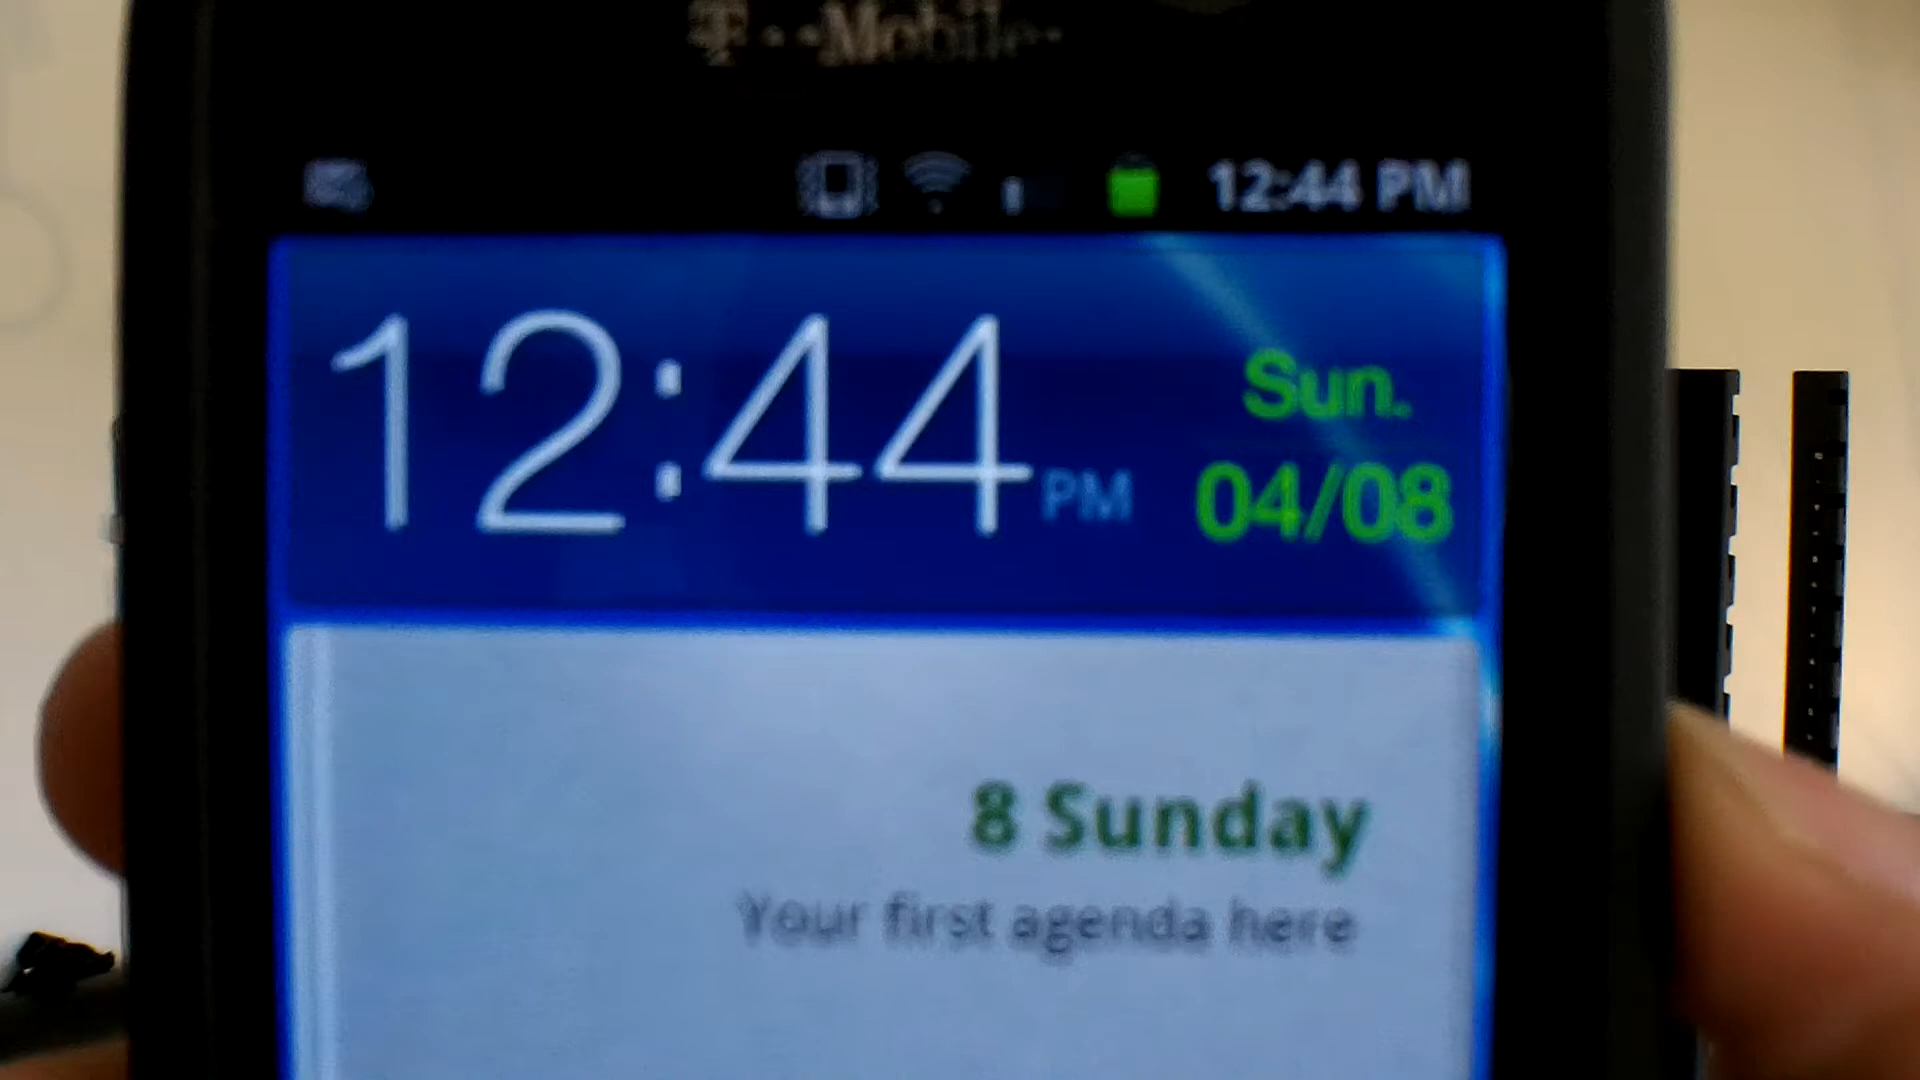 T··Mobile·
12:44 PM
12:44 PM
Sun.
04/08
8 Sunday
Your first agenda here